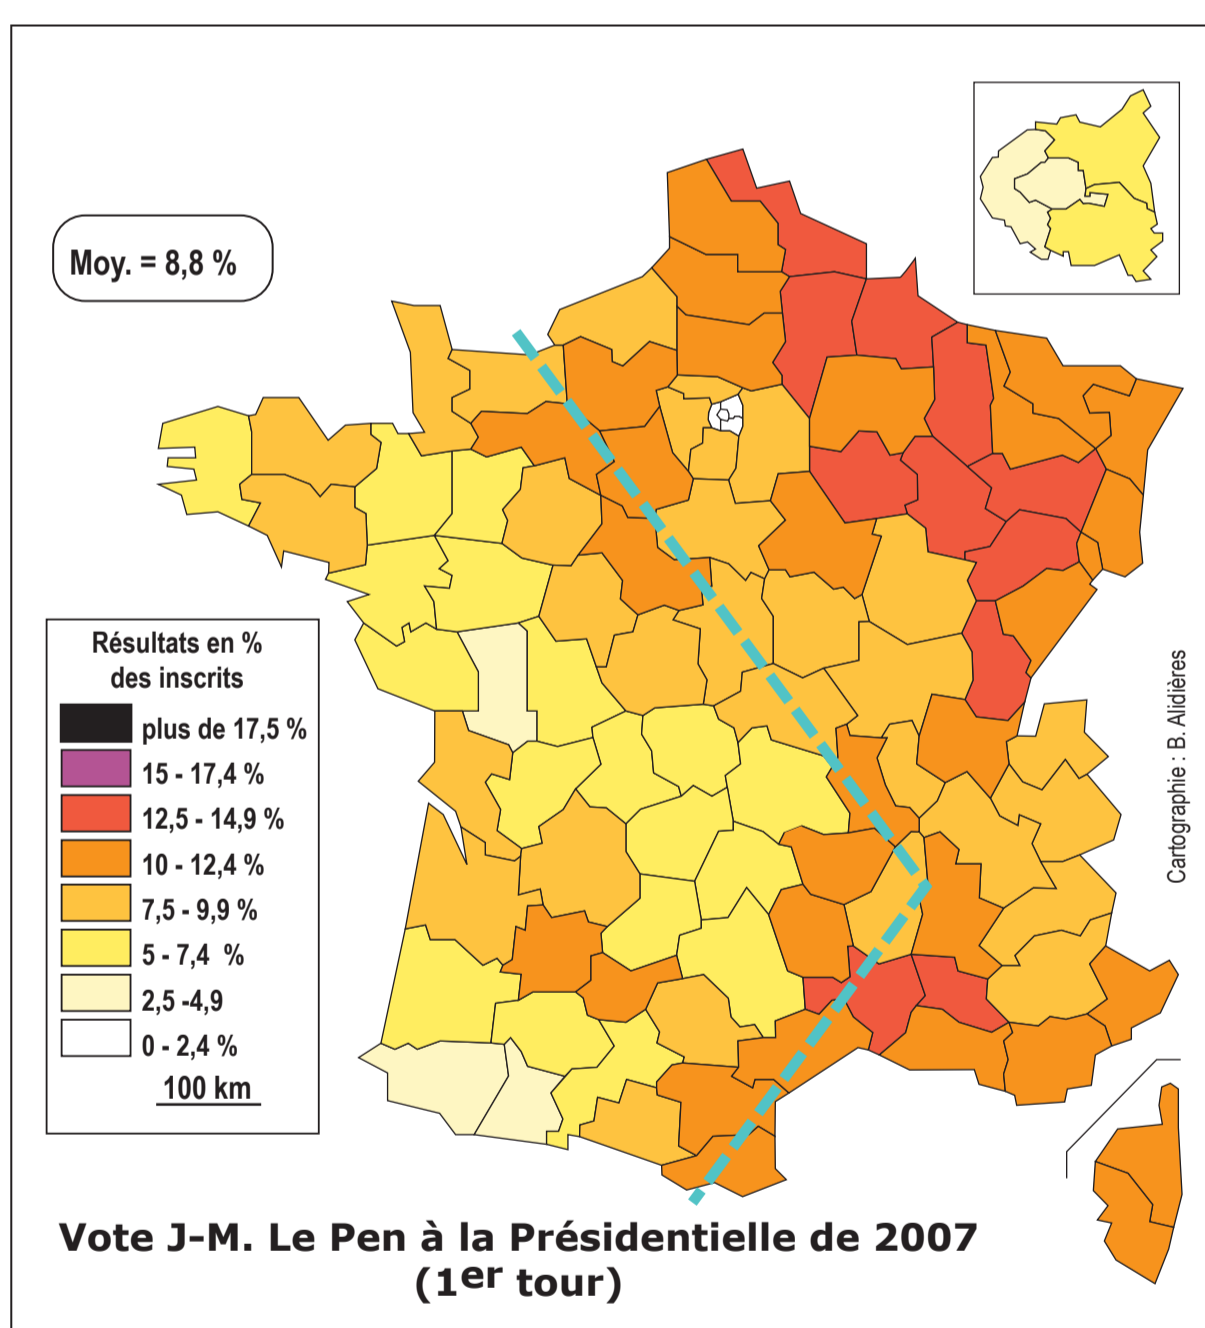 Moy. = 8,8 %
Résultats en %
des inscrits
plus de 17,5 %
15 - 17,4 %
12,5 - 14,9 %
10 - 12,4 %
7,5 - 9,9 %
5 - 7,4 %
2,5 -4,9
0 - 2,4 %
100 km
Cartographie : B. Alidières
Vote J-M. Le Pen à la Présidentielle de 2007
(1er tour)